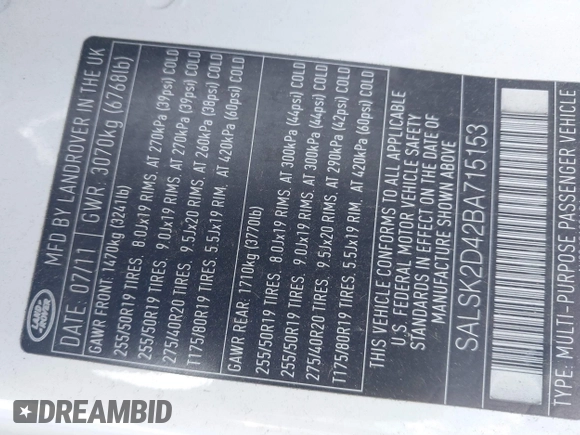 LAND
ROVER
MFD BY LANDROVER IN THE UK
DATE: 07/11 GWR: 3070kg (6768lb)
GAWR FRONT: 1470kg (3241lb)
255/50R19 TIRES, 8.0Jx19 RIMS, AT 270kPa (39psi) COLD
255/50R19 TIRES, 9.0Jx19 RIMS, AT 270kPa (39psi) COLD
275/40R20 TIRES, 9.5Jx20 RIMS, AT 260kPa (38psi) COLD
T175/80R19 TIRES, 5.5Jx19 RIM, AT 420kPa (60psi) COLD
GAWR REAR: 1710kg (3770lb)
255/50R19 TIRES, 8.0Jx19 RIMS, AT 300kPa (44psi) COLD
255/50R19 TIRES, 9.0Jx19 RIMS, AT 300kPa (44psi) COLD
275/40R20 TIRES, 9.5Jx20 RIMS, AT 290kPa (42psi) COLD
T175/80R19 TIRES, 5.5Jx19 RIM, AT 420kPa (60psi) COLD
THIS VEHICLE CONFORMS TO ALL APPLICABLE
U.S. FEDERAL MOTOR VEHICLE SAFETY
STANDARDS IN EFFECT ON THE DATE OF
MANUFACTURE SHOWN ABOVE
SALSK2D42BA715153
TYPE: MULTI-PURPOSE
DREAMBID